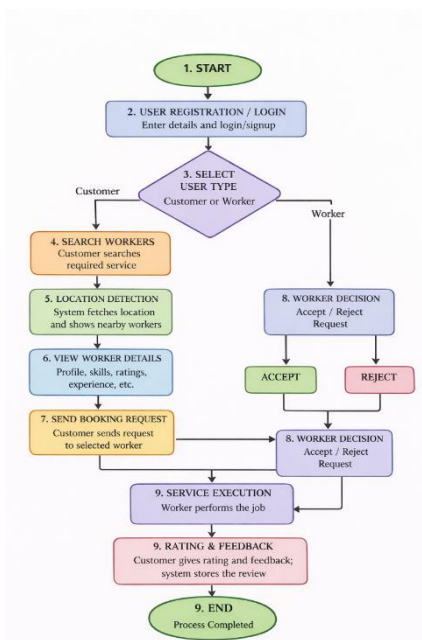 1. START
2. USER REGISTRATION / LOGIN
Enter details and login/signup
3. SELECT
USER TYPE
Customer or Worker
Customer
Worker
4. SEARCH WORKERS
Customer searches
required service
5. LOCATION DETECTION
System fetches location
and shows nearby workers
6. VIEW WORKER DETAILS
Profile, skills, ratings,
experience, etc.
7. SEND BOOKING REQUEST
Customer sends request
to selected worker
8. WORKER DECISION
Accept / Reject
Request
ACCEPT
REJECT
8. WORKER DECISION
Accept / Reject
Request
9. SERVICE EXECUTION
Worker performs the job
9. RATING & FEEDBACK
Customer gives rating and feedback;
system stores the review
9. END
Process Completed